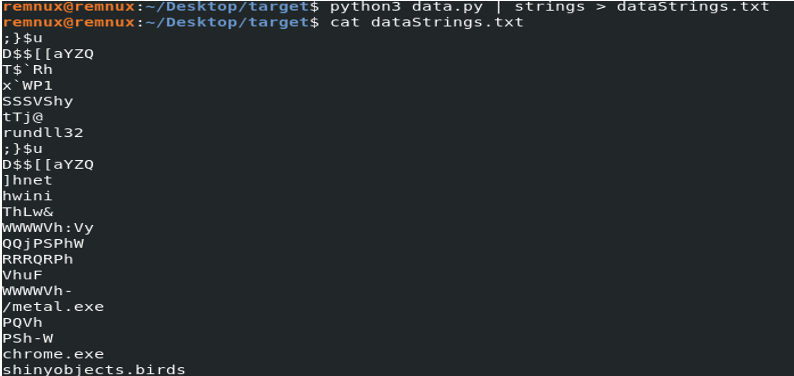 remnux@remnux:~/Desktop/target$ python3 data.py | strings > dataStrings.txt
remnux@remnux:~/Desktop/target$ cat dataStrings.txt
;}$u
D$$[[aYZQ
T$`Rh
x`WP1
SSSVShy
tTj@
rundll32
;}$u
D$$[[aYZQ
]hnet
hwini
ThLw&
WWWWVh:Vy
QQjPSPhW
RRRQRPh
VhuF
WWWWVh-
/metal.exe
PQVh
PSh-W
chrome.exe
shinyobjects.birds